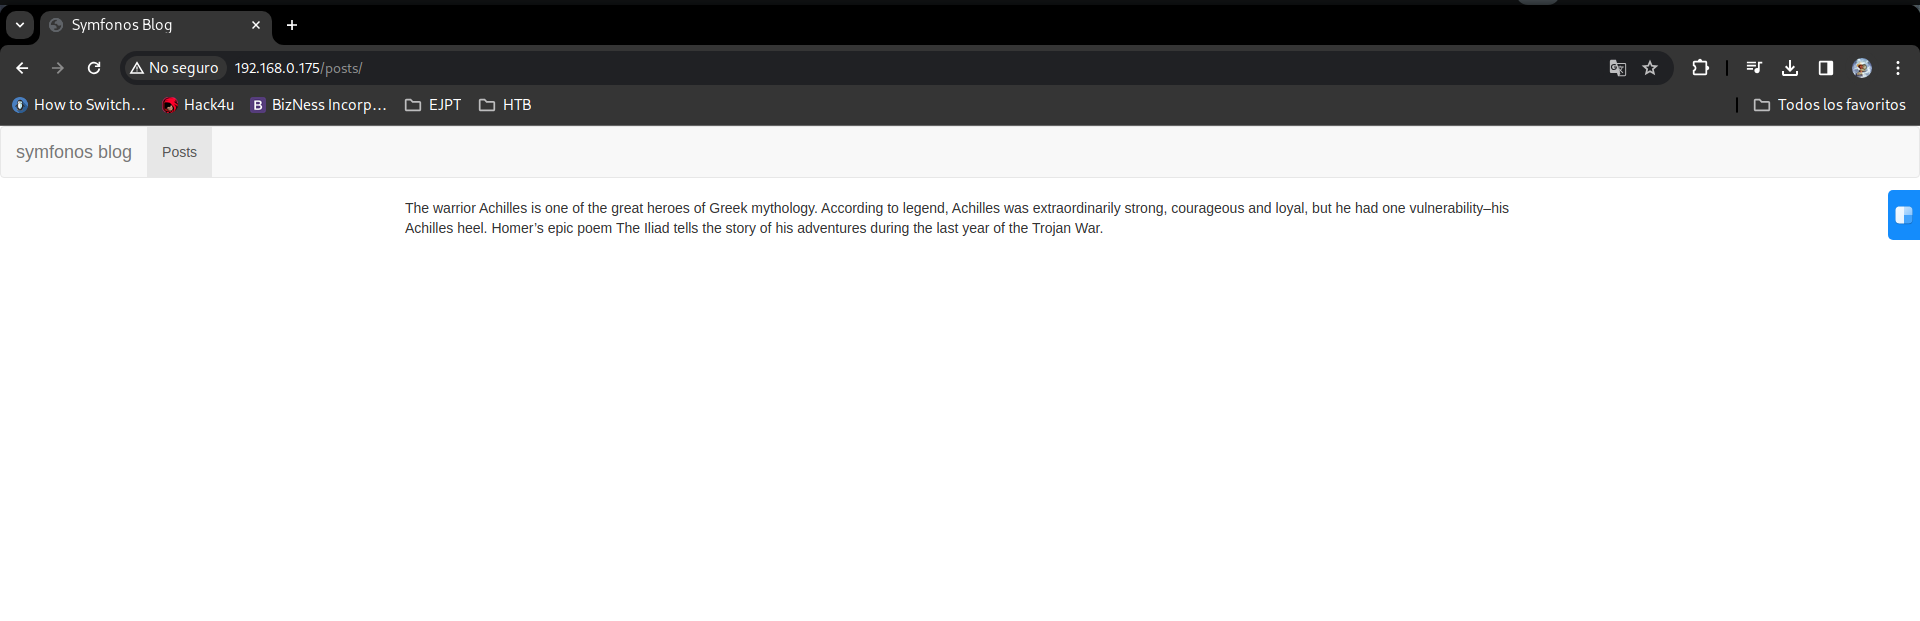 Symfonos Blog
No seguro 192.168.0.175/posts/
How to Switch... Hack4u B BizNess Incorp... EJPT HTB Todos los favoritos
symfonos blog Posts
The warrior Achilles is one of the great heroes of Greek mythology. According to legend, Achilles was extraordinarily strong, courageous and loyal, but he had one vulnerability–his
Achilles heel. Homer’s epic poem The Iliad tells the story of his adventures during the last year of the Trojan War.